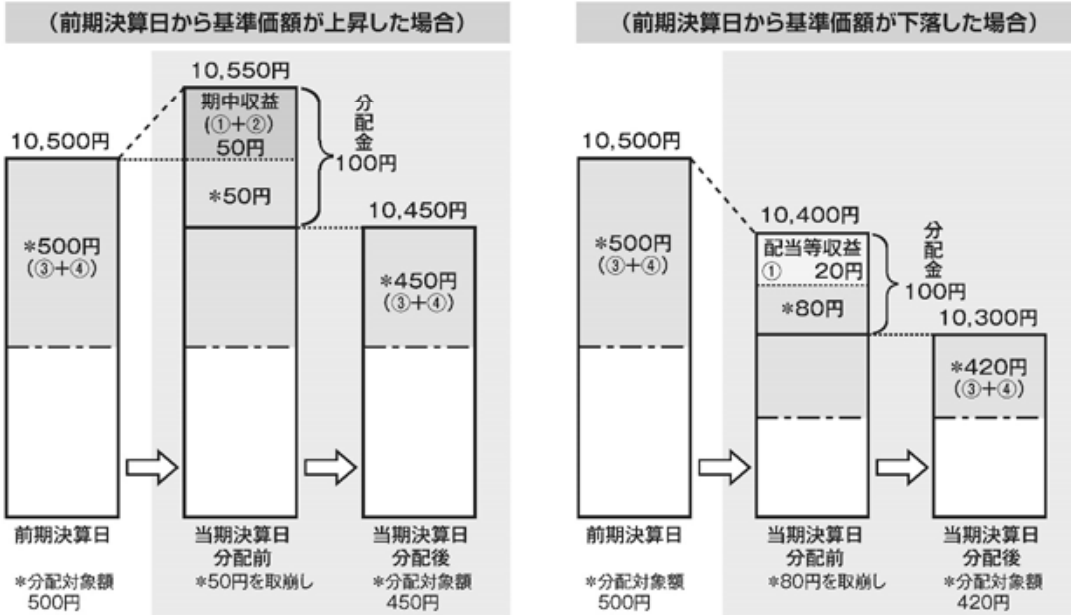 (前期決算日から基準価額が上昇した場合)
10,550円
期中収益
(①+②)
50円
*50円
分配金
100円
10,500円
*500円
(③+④)
10,450円
*450円
(③+④)
前期決算日
当期決算日
分配前
当期決算日
分配後
*分配対象額
500円
*50円を取崩し
*分配対象額
450円
(前期決算日から基準価額が下落した場合)
10,500円
*500円
(③+④)
10,400円
配当等収益
① 20円
*80円
分配金
100円
10,300円
*420円
(③+④)
前期決算日
当期決算日
分配前
当期決算日
分配後
*分配対象額
500円
*80円を取崩し
*分配対象額
420円